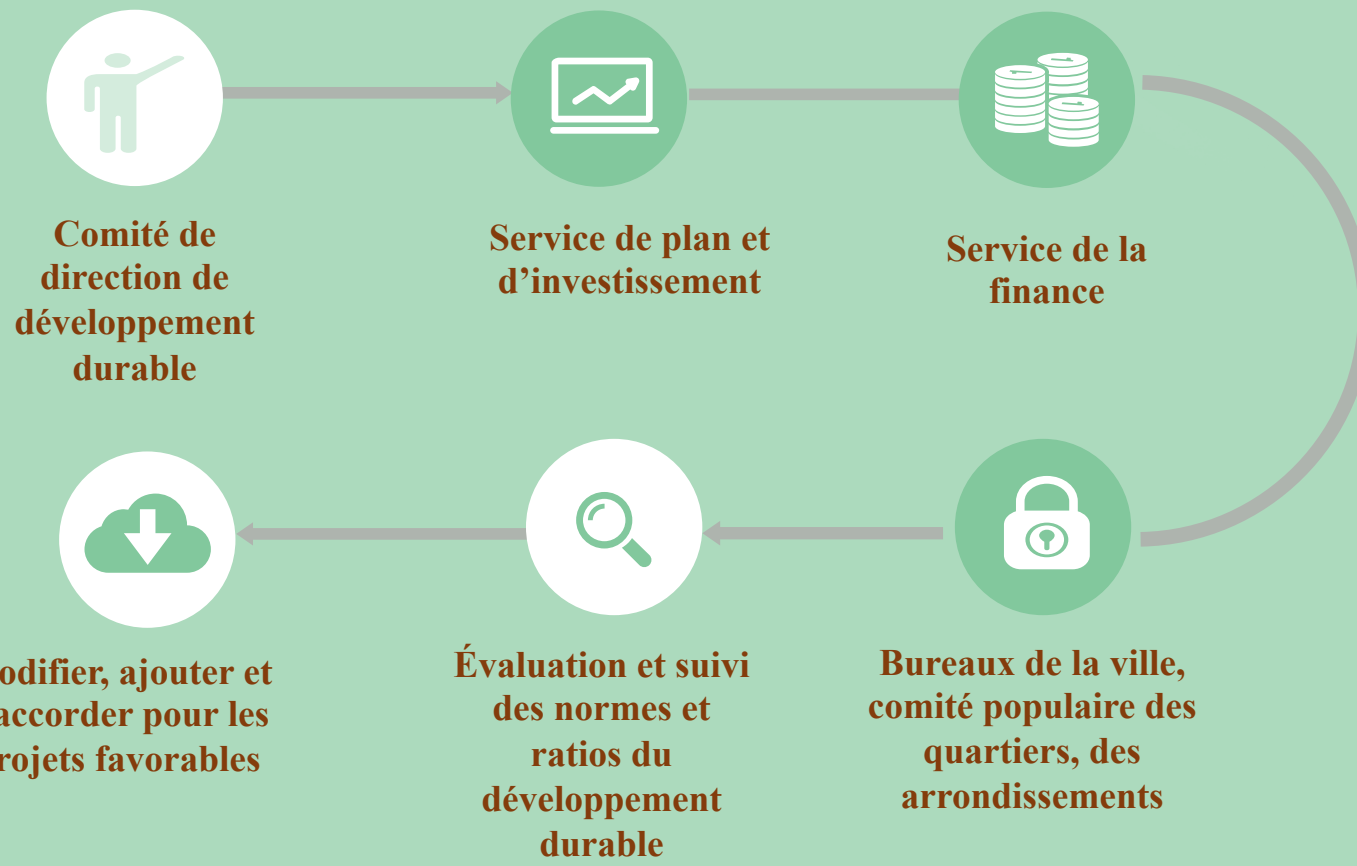 Comité de
direction de
développement
durable
Service de plan et
d’investissement
Service de la
finance
odifier, ajouter et
accorder pour les
rojets favorables
Évaluation et suivi
des normes et
ratios du
développement
durable
Bureaux de la ville,
comité populaire des
quartiers, des
arrondissements